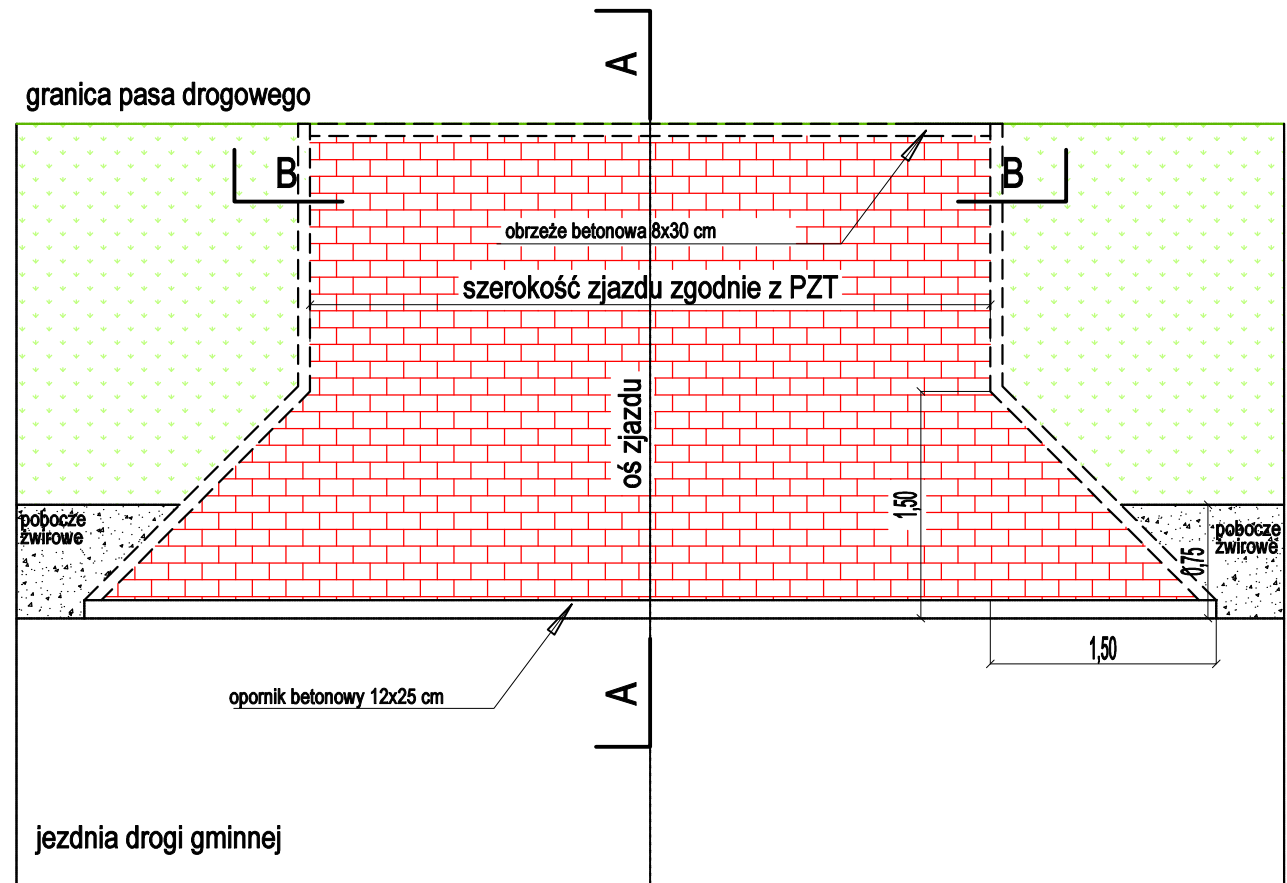 A
granica pasa drogowego
B
B
obrzeże betonowa 8x30 cm
szerokość zjazdu zgodnie z PZT
oś zjazdu
1,50
pobocze
żwirowe
0,75
pobocze
żwirowe
1,50
opornik betonowy 12x25 cm
A
jezdnia drogi gminnej